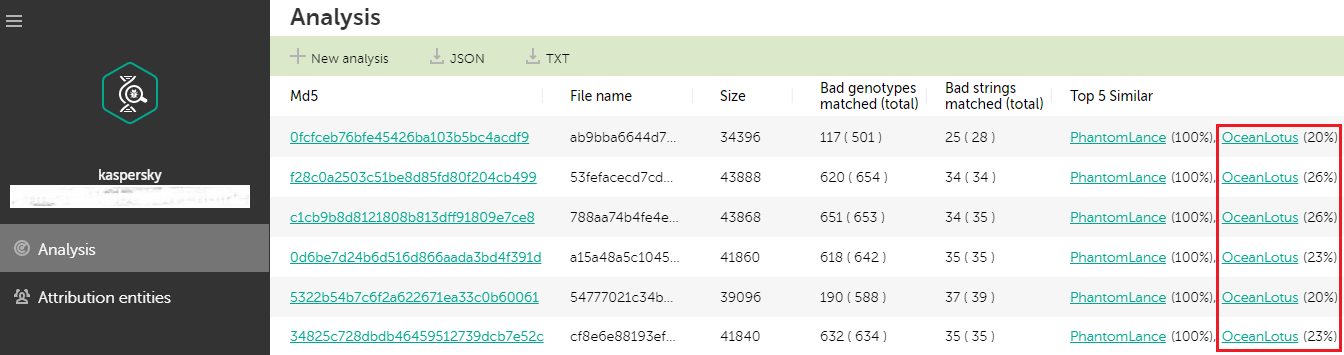 Analysis
New analysis JSON TXT
Md5 File name Size Bad genotypes matched (total) Bad strings matched (total) Top 5 Similar
0fcfceb76bfe45426ba103b5bc4acdf9 ab9bba6644d7... 34396 117 ( 501 ) 25 ( 28 ) PhantomLance (100%), OceanLotus (20%)
f28c0a2503c51be8d85fd80f204cb499 53fefacecd7cd... 43888 620 ( 654 ) 34 ( 34 ) PhantomLance (100%), OceanLotus (26%)
c1cb9b8d8121808b813dff91809e7ce8 788aa74b4fe4e... 43868 651 ( 653 ) 34 ( 35 ) PhantomLance (100%), OceanLotus (26%)
0d6be7d24b6d516d866aada3bd4f391d a15a48a5c1045... 41860 618 ( 642 ) 35 ( 35 ) PhantomLance (100%), OceanLotus (23%)
5322b54b7c6f2a622671ea33c0b60061 54777021c34b... 39096 190 ( 588 ) 37 ( 39 ) PhantomLance (100%), OceanLotus (20%)
34825c728dbdb46459512739dcb7e52c cf8e6e88193ef... 41840 632 ( 634 ) 35 ( 35 ) PhantomLance (100%), OceanLotus (23%)
kaspersky
Analysis
Attribution entities